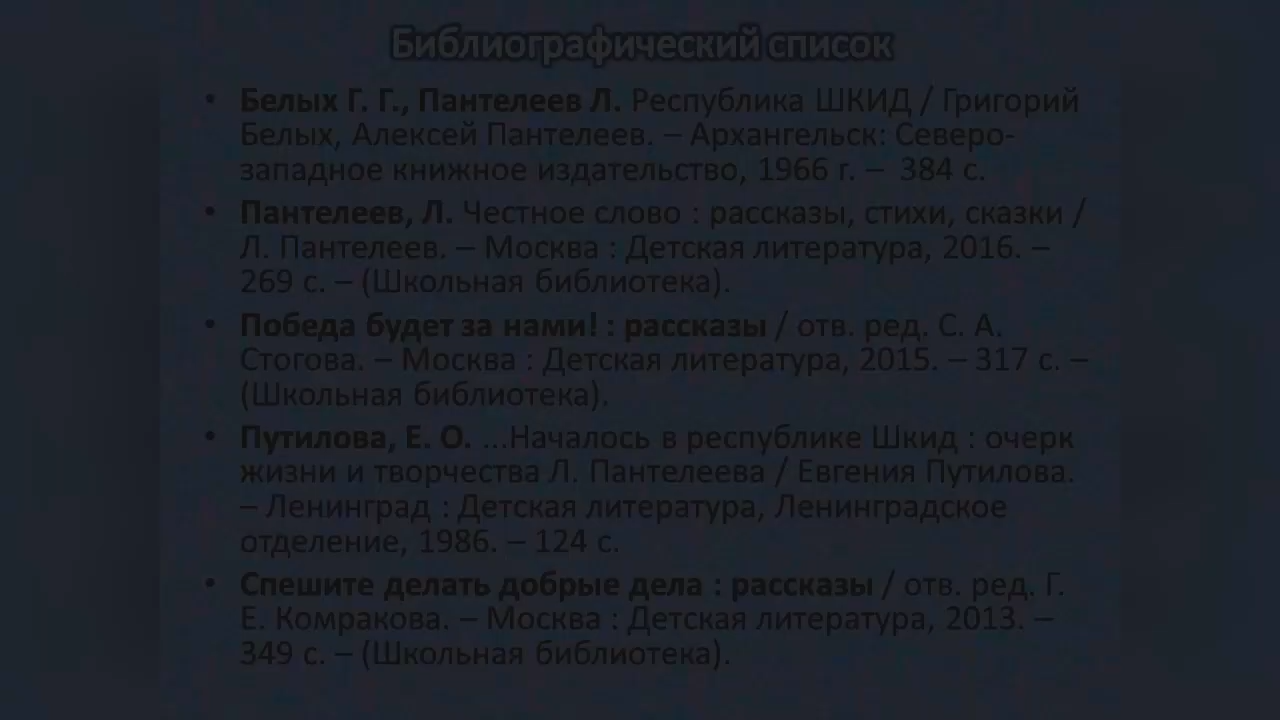 Библиографический список
• Белых Г. Г., Пантелеев Л. Республика ШКИД / Григорий
Белых, Алексей Пантелеев. – Архангельск: Северо-
западное книжное издательство, 1966 г. – 384 с.
• Пантелеев, Л. Честное слово : рассказы, стихи, сказки /
Л. Пантелеев. – Москва : Детская литература, 2016. –
269 с. – (Школьная библиотека).
• Победа будет за нами! : рассказы / отв. ред. С. А.
Стогова. – Москва : Детская литература, 2015. – 317 с. –
(Школьная библиотека).
• Путилова, Е. О. ...Началось в республике Шкид : очерк
жизни и творчества Л. Пантелеева / Евгения Путилова.
– Ленинград : Детская литература, Ленинградское
отделение, 1986. – 124 с.
• Спешите делать добрые дела : рассказы / отв. ред. Г.
Е. Комракова. – Москва : Детская литература, 2013. –
349 с. – (Школьная библиотека).